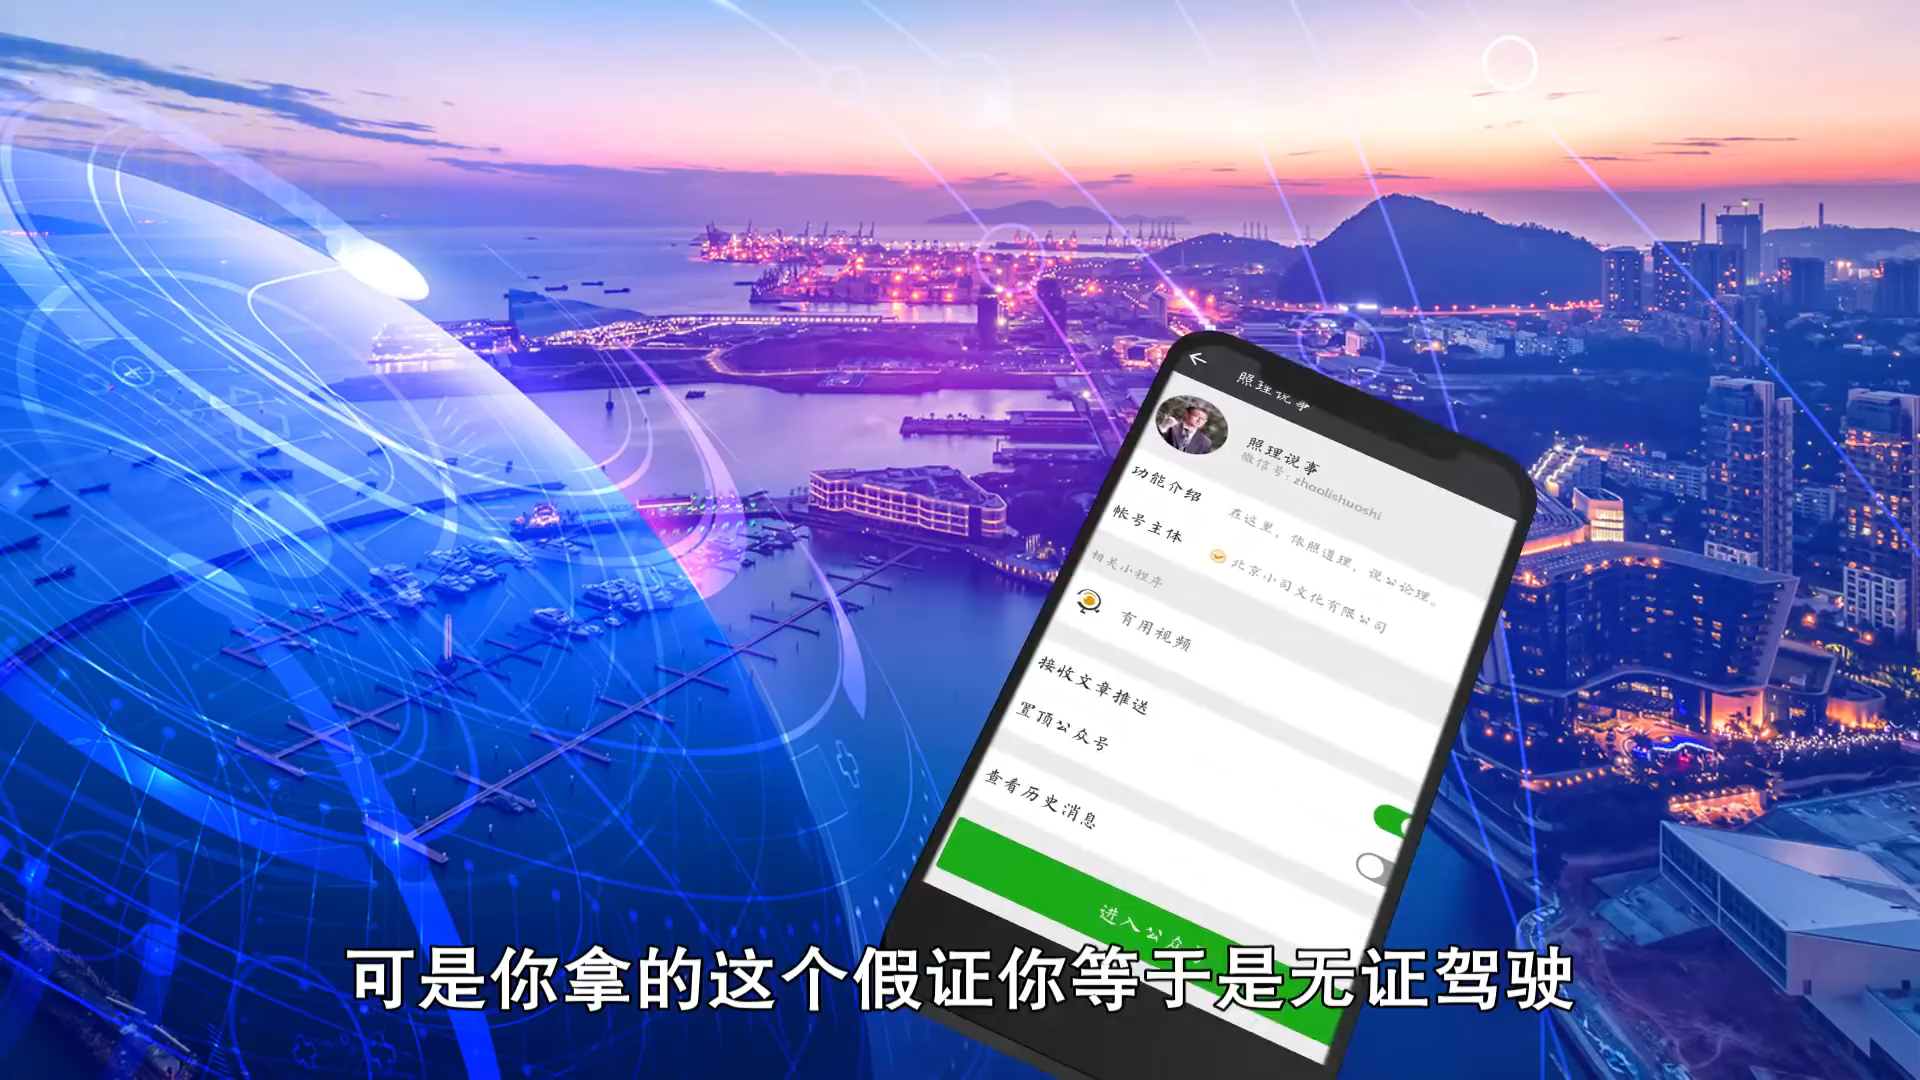 照理说事
照理说事
微信号: zhaolishuoshi
功能介绍
在这里，依照道理，说公论理。
帐号主体
北京小司文化有限公司
相关小程序
有用视频
接收文章推送
置顶公众号
查看历史消息
进入公众
可是你拿的这个假证你等于是无证驾驶